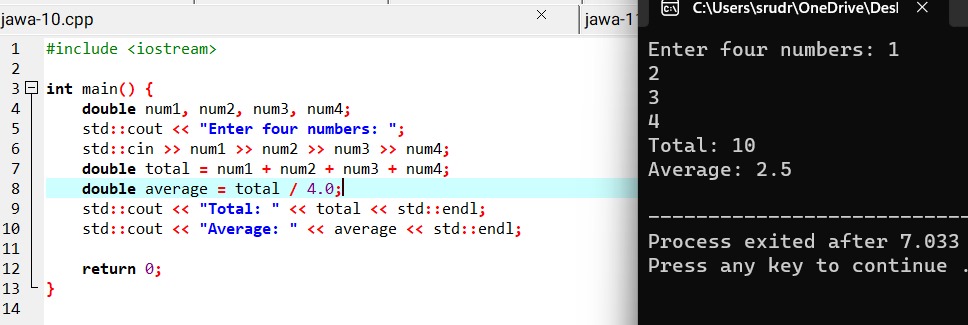 jawa-10.cpp
jawa-1
1 #include <iostream>
2
3 int main() {
4 double num1, num2, num3, num4;
5 std::cout << "Enter four numbers: ";
6 std::cin >> num1 >> num2 >> num3 >> num4;
7 double total = num1 + num2 + num3 + num4;
8 double average = total / 4.0;
9 std::cout << "Total: " << total << std::endl;
10 std::cout << "Average: " << average << std::endl;
11
12 return 0;
13 }
14
C:\Users\srudr\OneDrive\Des
Enter four numbers: 1
2
3
4
Total: 10
Average: 2.5
--------------------------------
Process exited after 7.033
Press any key to continue .